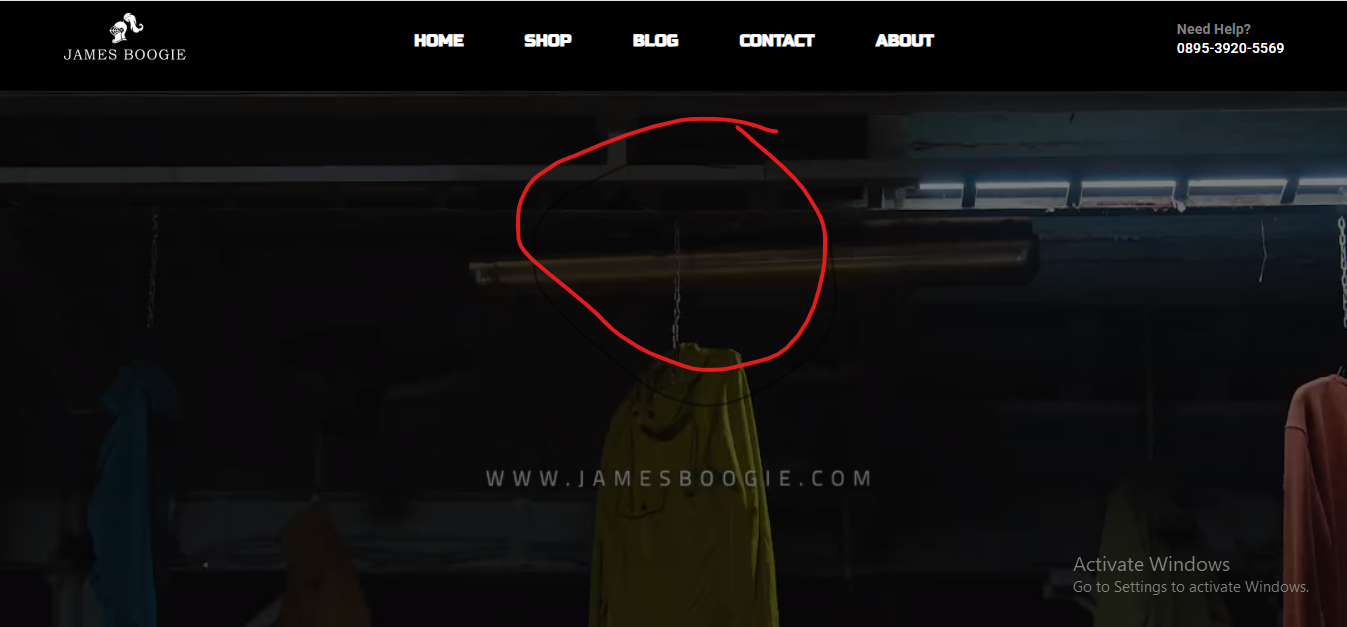 JAMES BOOGIE
HOME SHOP BLOG CONTACT ABOUT
Need Help?
0895-3920-5569
WWW.JAMESBOOGIE.COM
Activate Windows
Go to Settings to activate Windows.